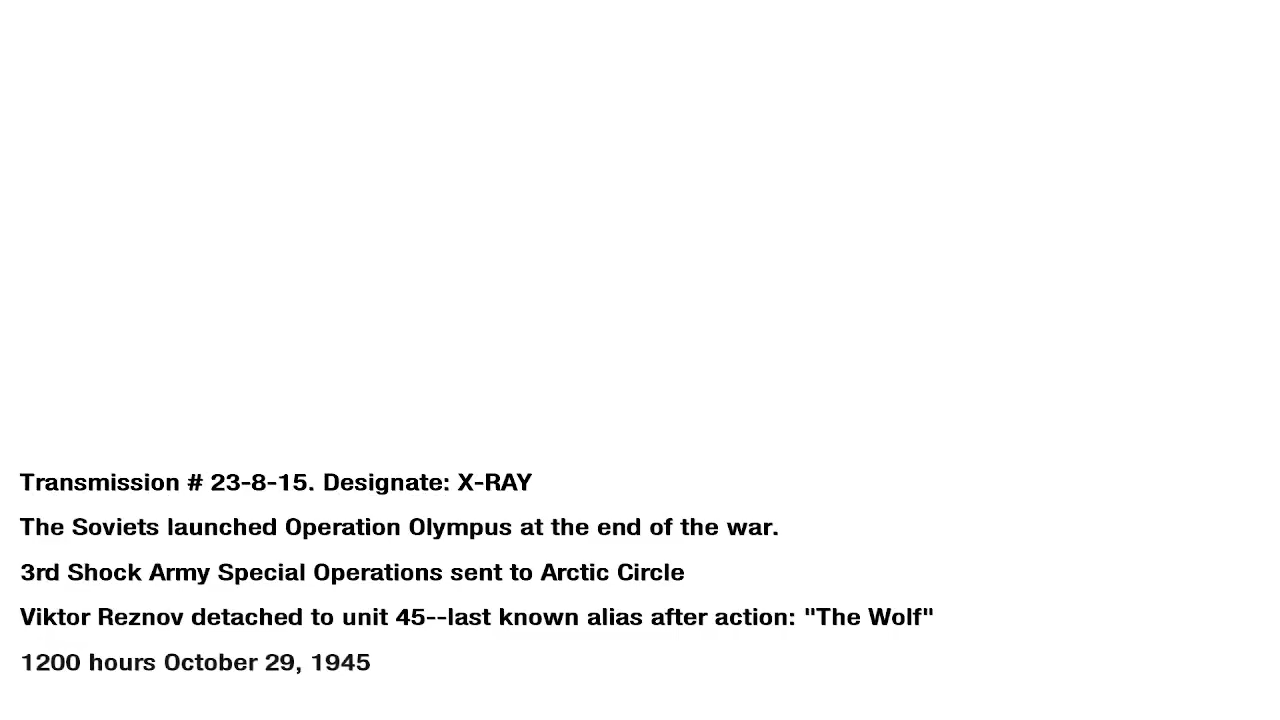 Transmission # 23-8-15. Designate: X-RAY
The Soviets launched Operation Olympus at the end of the war.
3rd Shock Army Special Operations sent to Arctic Circle
Viktor Reznov detached to unit 45--last known alias after action: "The Wolf"
1200 hours October 29, 1945